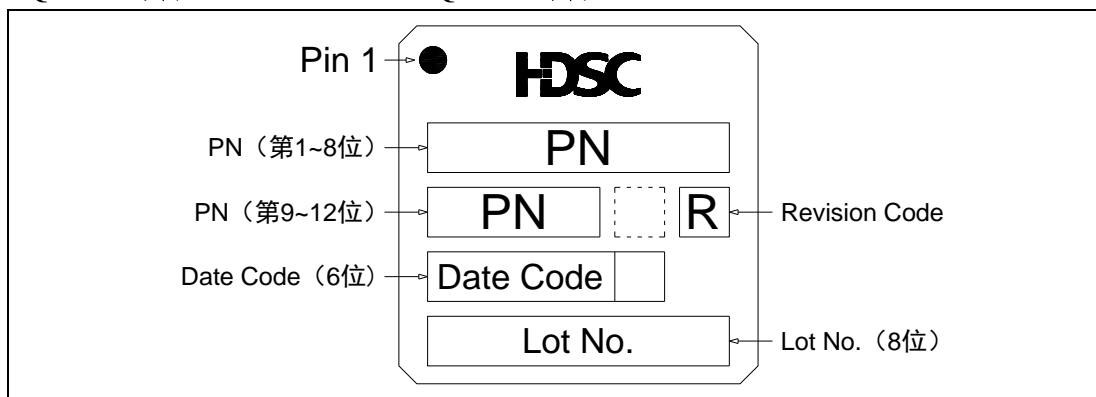 Pin 1
HDSC
PN（第1~8位）
PN
PN（第9~12位）
PN
R
Revision Code
Date Code（6位）
Date Code
Lot No.
Lot No.（8位）